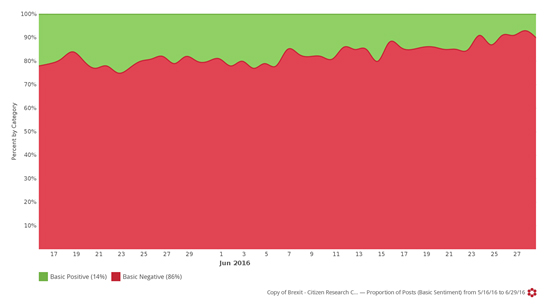 100%
90%
80%
70%
60%
50%
40%
30%
20%
10%
Percent by Category
17 19 21 23 25 27 29 1 3 5 7 9 11 13 15 17 19 21 23 25 27
Jun 2016
Basic Positive (14%) Basic Negative (86%)
Copy of Brexit - Citizen Research C... — Proportion of Posts (Basic Sentiment) from 5/16/16 to 6/29/16